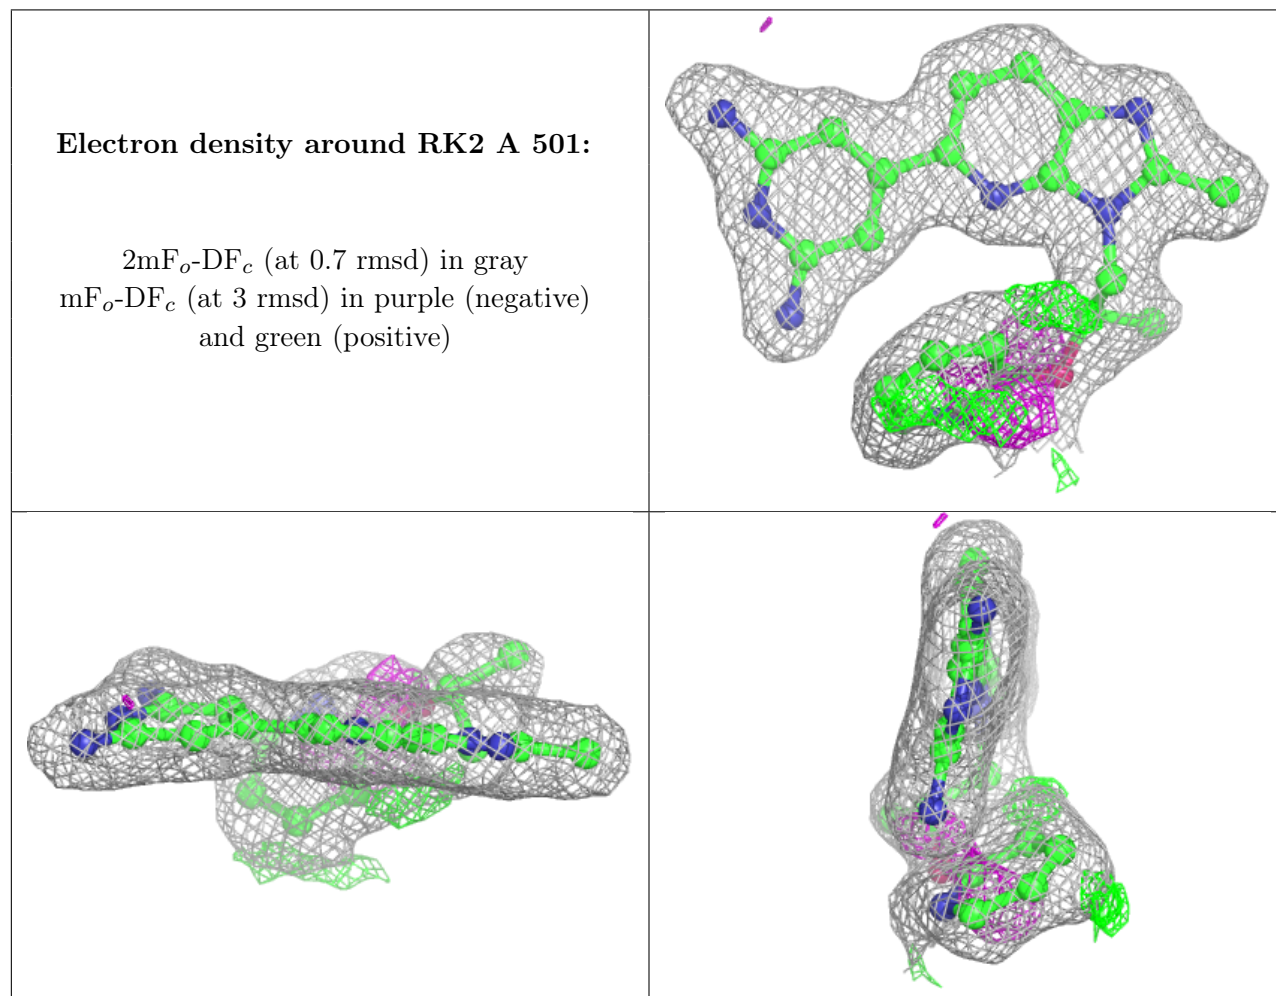 Electron density around RK2 A 501:
2mFₒ-DF𝒸 (at 0.7 rmsd) in gray
mFₒ-DF𝒸 (at 3 rmsd) in purple (negative)
and green (positive)